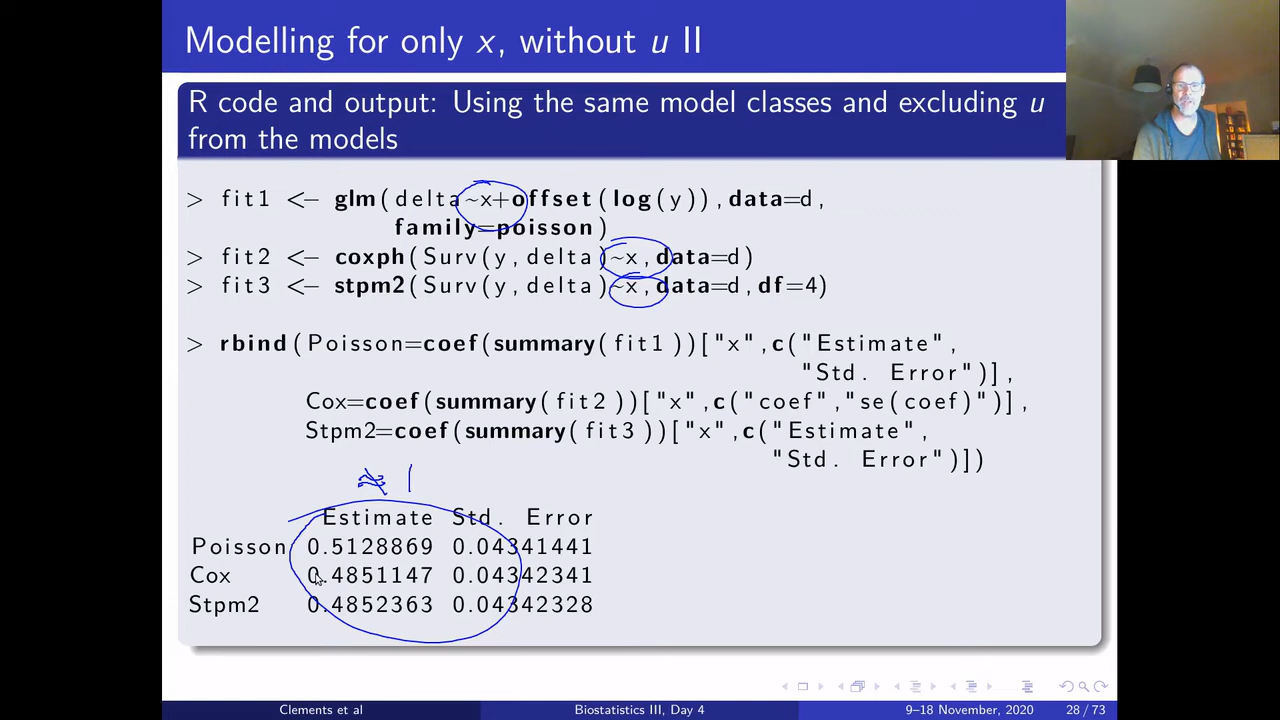 Modelling for only x, without u II
R code and output: Using the same model classes and excluding u
from the models
> fit1 <- glm(delta~x+offset(log(y)),data=d,
family=poisson)
> fit2 <- coxph(Surv(y,delta)~x,data=d)
> fit3 <- stpm2(Surv(y,delta)~x,data=d,df=4)
> rbind(Poisson=coef(summary(fit1))["x",c("Estimate",
"Std. Error")],
Cox=coef(summary(fit2))["x",c("coef","se(coef)")],
Stpm2=coef(summary(fit3))["x",c("Estimate",
"Std. Error")])
≉ 1
Estimate Std. Error
Poisson 0.5128869 0.04341441
Cox 0.4851147 0.04342341
Stpm2 0.4852363 0.04342328
Clements et al Biostatistics III, Day 4 9–18 November, 2020 28 / 73